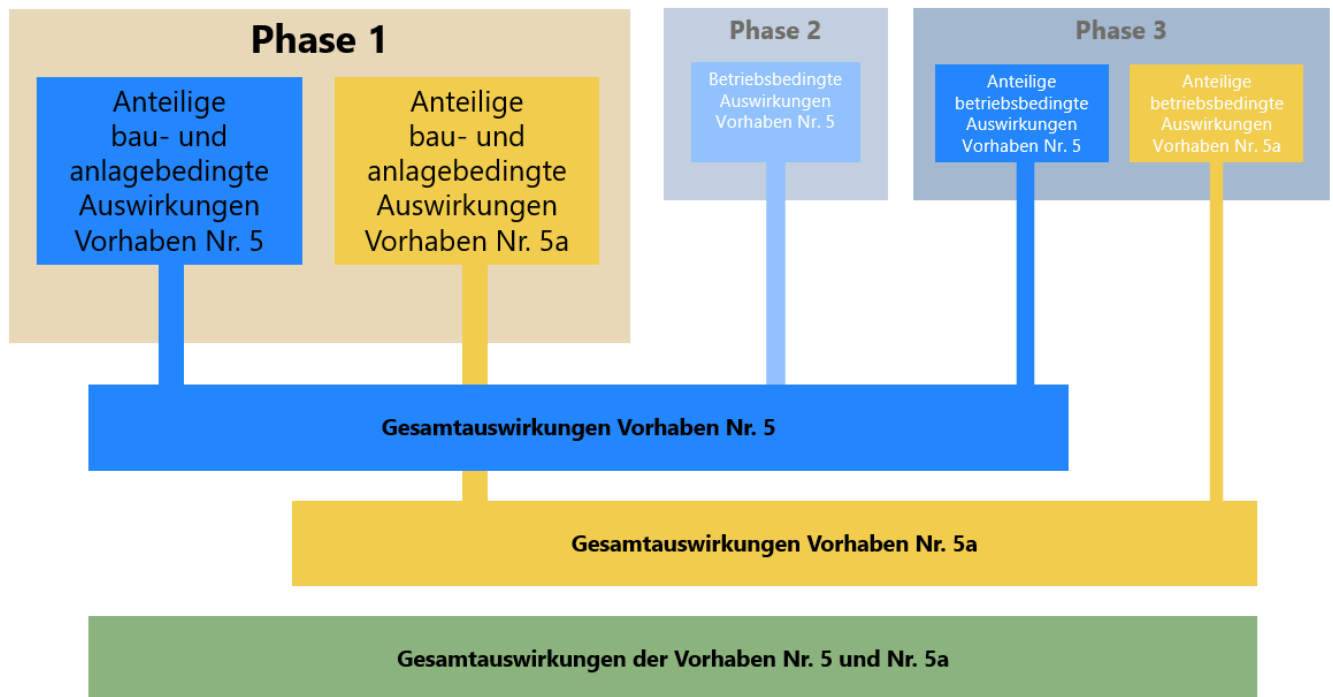 Phase 1
Anteilige
bau- und
anlagebedingte
Auswirkungen
Vorhaben Nr. 5
Anteilige
bau- und
anlagebedingte
Auswirkungen
Vorhaben Nr. 5a
Phase 2
Betriebsbedingte
Auswirkungen
Vorhaben Nr. 5
Phase 3
Anteilige
betriebsbedingte
Auswirkungen
Vorhaben Nr. 5
Anteilige
betriebsbedingte
Auswirkungen
Vorhaben Nr. 5a
Gesamtauswirkungen Vorhaben Nr. 5
Gesamtauswirkungen Vorhaben Nr. 5a
Gesamtauswirkungen der Vorhaben Nr. 5 und Nr. 5a